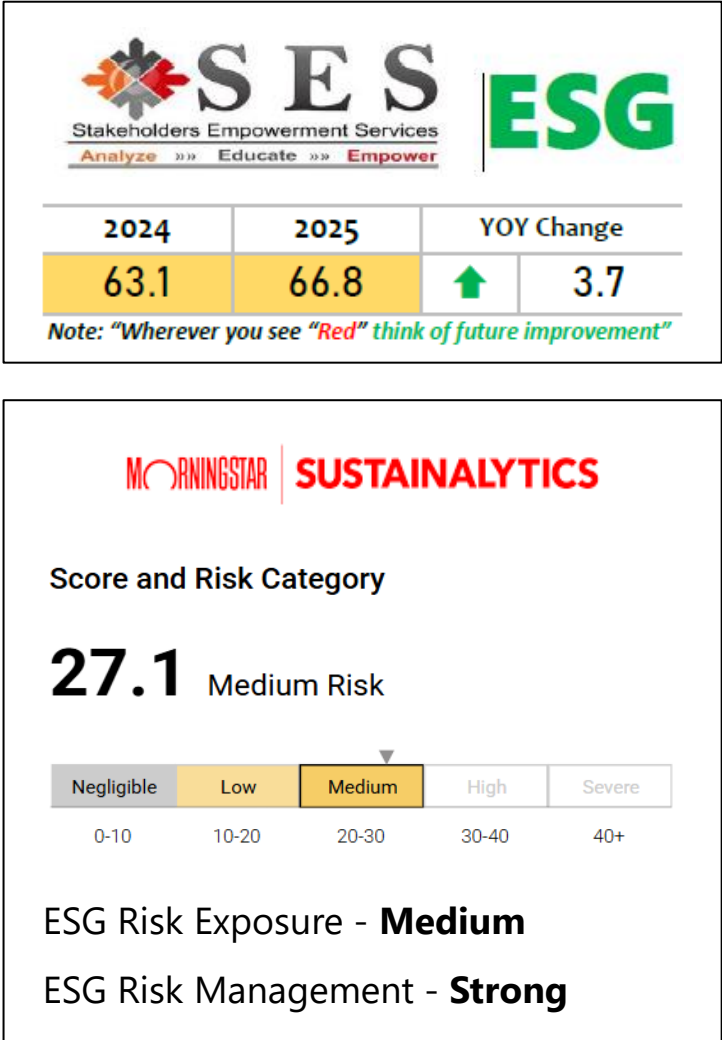 SES
ESG
Stakeholders Empowerment Services
Analyze »» Educate »» Empower
2024 2025 YOY Change
63.1 66.8 3.7
Note: “Wherever you see “Red” think of future improvement”
MORNINGSTAR | SUSTAINALYTICS
Score and Risk Category
27.1 Medium Risk
Negligible Low Medium High Severe
0-10 10-20 20-30 30-40 40+
ESG Risk Exposure - Medium
ESG Risk Management - Strong